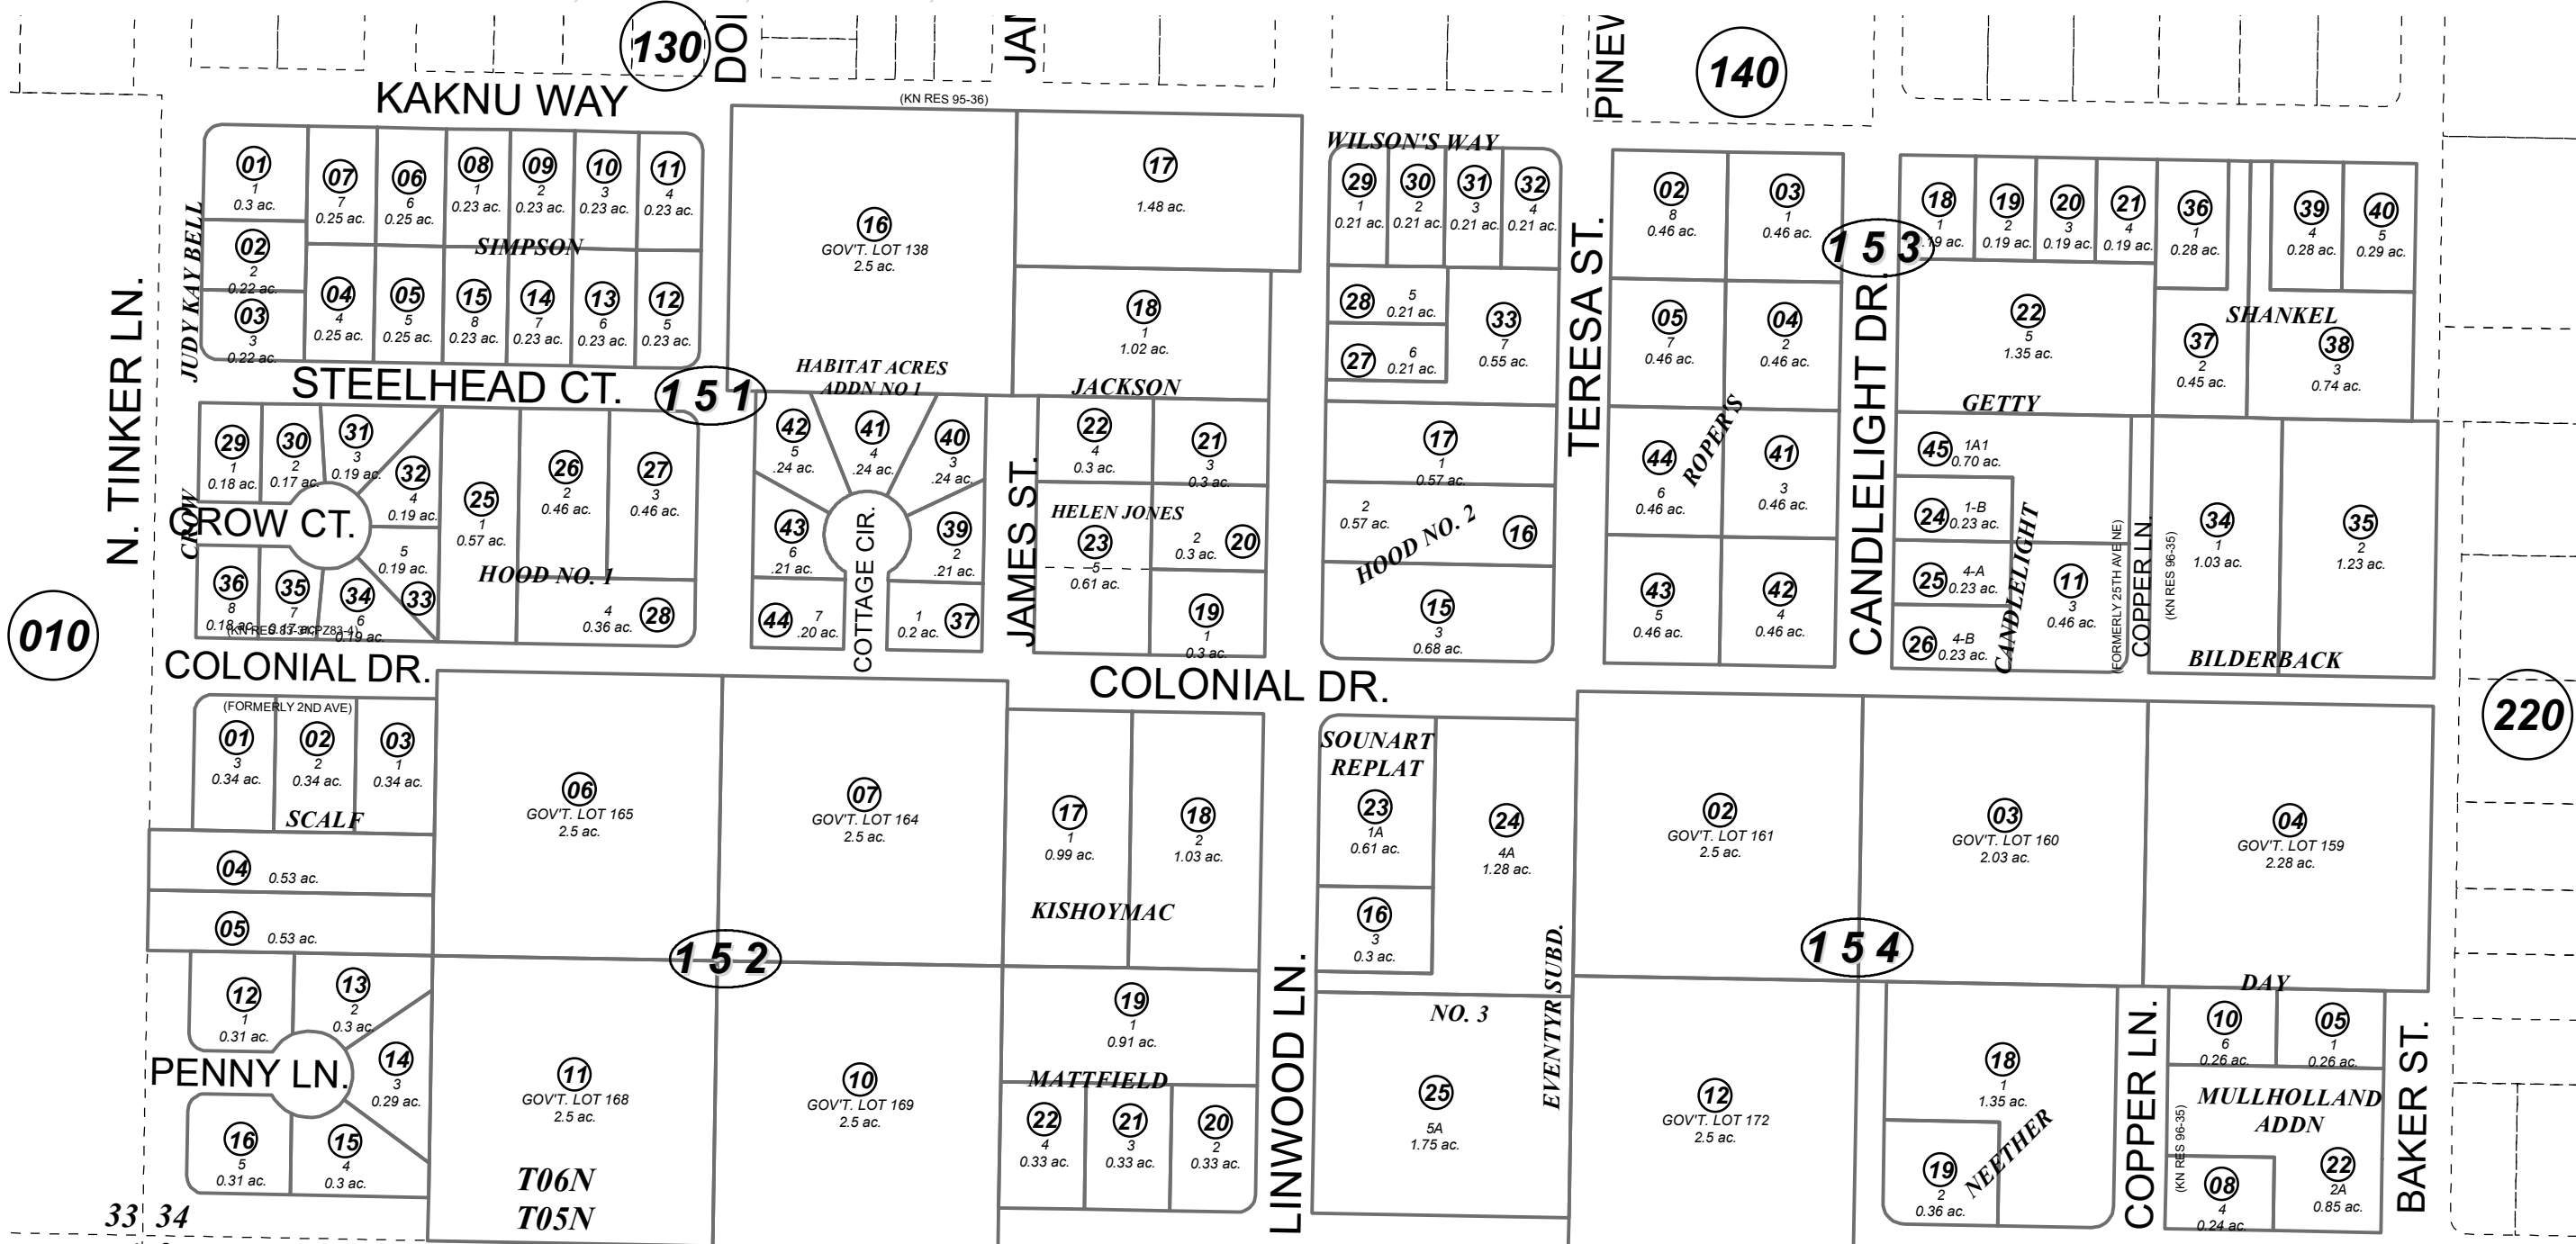 130
DOI
JAI
PINEV
140
KAKNU WAY
(KN RES 95-36)
WILSON'S WAY
01
1
0.3 ac.
07
7
0.25 ac.
06
6
0.25 ac.
08
1
0.23 ac.
09
2
0.23 ac.
10
3
0.23 ac.
11
4
0.23 ac.
02
2
0.22 ac.
03
3
0.22 ac.
SIMPSON
04
4
0.25 ac.
05
5
0.25 ac.
15
8
0.23 ac.
14
7
0.23 ac.
13
6
0.23 ac.
12
5
0.23 ac.
JUDY KAY BELL
N. TINKER LN.
16
GOV'T. LOT 138
2.5 ac.
17
1.48 ac.
18
1
1.02 ac.
29
1
0.21 ac.
30
2
0.21 ac.
31
3
0.21 ac.
32
4
0.21 ac.
28
5
0.21 ac.
27
6
0.21 ac.
33
7
0.55 ac.
TERESA ST.
02
8
0.46 ac.
03
1
0.46 ac.
05
7
0.46 ac.
04
2
0.46 ac.
153
CANDLELIGHT DR.
18
1
0.19 ac.
19
2
0.19 ac.
20
3
0.19 ac.
21
4
0.19 ac.
36
1
0.28 ac.
39
4
0.28 ac.
40
5
0.29 ac.
22
5
1.35 ac.
SHANKEL
37
2
0.45 ac.
38
3
0.74 ac.
GETTY
STEELHEAD CT.
151
HABITAT ACRES
ADDN NO 1
JACKSON
29
1
0.18 ac.
30
2
0.17 ac.
31
3
0.19 ac.
32
4
0.19 ac.
CROW
CROW CT.
5
0.19 ac.
33
36
8
0.18 ac.
35
7
0.17 ac.
34
6
0.19 ac.
(KN RES 83-31,PZ83-4)
25
1
0.57 ac.
26
2
0.46 ac.
27
3
0.46 ac.
HOOD NO. 1
4
0.36 ac.
28
42
5
.24 ac.
41
4
.24 ac.
40
3
.24 ac.
43
6
.21 ac.
39
2
.21 ac.
44
7
.20 ac.
1
0.2 ac.
37
COTTAGE CIR.
JAMES ST.
22
4
0.3 ac.
21
3
0.3 ac.
HELEN JONES
23
5
0.61 ac.
2
0.3 ac.
20
19
1
0.3 ac.
17
1
0.57 ac.
2
0.57 ac.
HOOD NO. 2
16
15
3
0.68 ac.
44
6
0.46 ac.
ROPER'S
41
3
0.46 ac.
43
5
0.46 ac.
42
4
0.46 ac.
45
1A1
0.70 ac.
24
1-B
0.23 ac.
25
4-A
0.23 ac.
26
4-B
0.23 ac.
CANDLELIGHT
11
3
0.46 ac.
(FORMERLY 25TH AVE NE)
COPPER LN.
(KN RES 96-35)
34
1
1.03 ac.
35
2
1.23 ac.
BILDERBACK
010
220
COLONIAL DR.
COLONIAL DR.
(FORMERLY 2ND AVE)
01
3
0.34 ac.
02
2
0.34 ac.
03
1
0.34 ac.
SCALF
04
0.53 ac.
05
0.53 ac.
06
GOV'T. LOT 165
2.5 ac.
07
GOV'T. LOT 164
2.5 ac.
17
1
0.99 ac.
18
2
1.03 ac.
KISHOYMAC
SOUNART
REPLAT
23
1A
0.61 ac.
24
4A
1.28 ac.
16
3
0.3 ac.
02
GOV'T. LOT 161
2.5 ac.
03
GOV'T. LOT 160
2.03 ac.
04
GOV'T. LOT 159
2.28 ac.
152
154
12
1
0.31 ac.
13
2
0.3 ac.
14
3
0.29 ac.
PENNY LN.
16
5
0.31 ac.
15
4
0.3 ac.
11
GOV'T. LOT 168
2.5 ac.
10
GOV'T. LOT 169
2.5 ac.
19
1
0.91 ac.
MATTFIELD
22
4
0.33 ac.
21
3
0.33 ac.
20
2
0.33 ac.
LINWOOD LN.
NO. 3
EVENTYR SUBD.
25
5A
1.75 ac.
12
GOV'T. LOT 172
2.5 ac.
18
1
1.35 ac.
19
2
0.36 ac.
NEETHER
COPPER LN.
(KN RES 96-35)
DAY
10
6
0.26 ac.
05
1
0.26 ac.
MULLHOLLAND
ADDN
08
4
0.24 ac.
22
2A
0.85 ac.
BAKER ST.
T06N
T05N
33 34